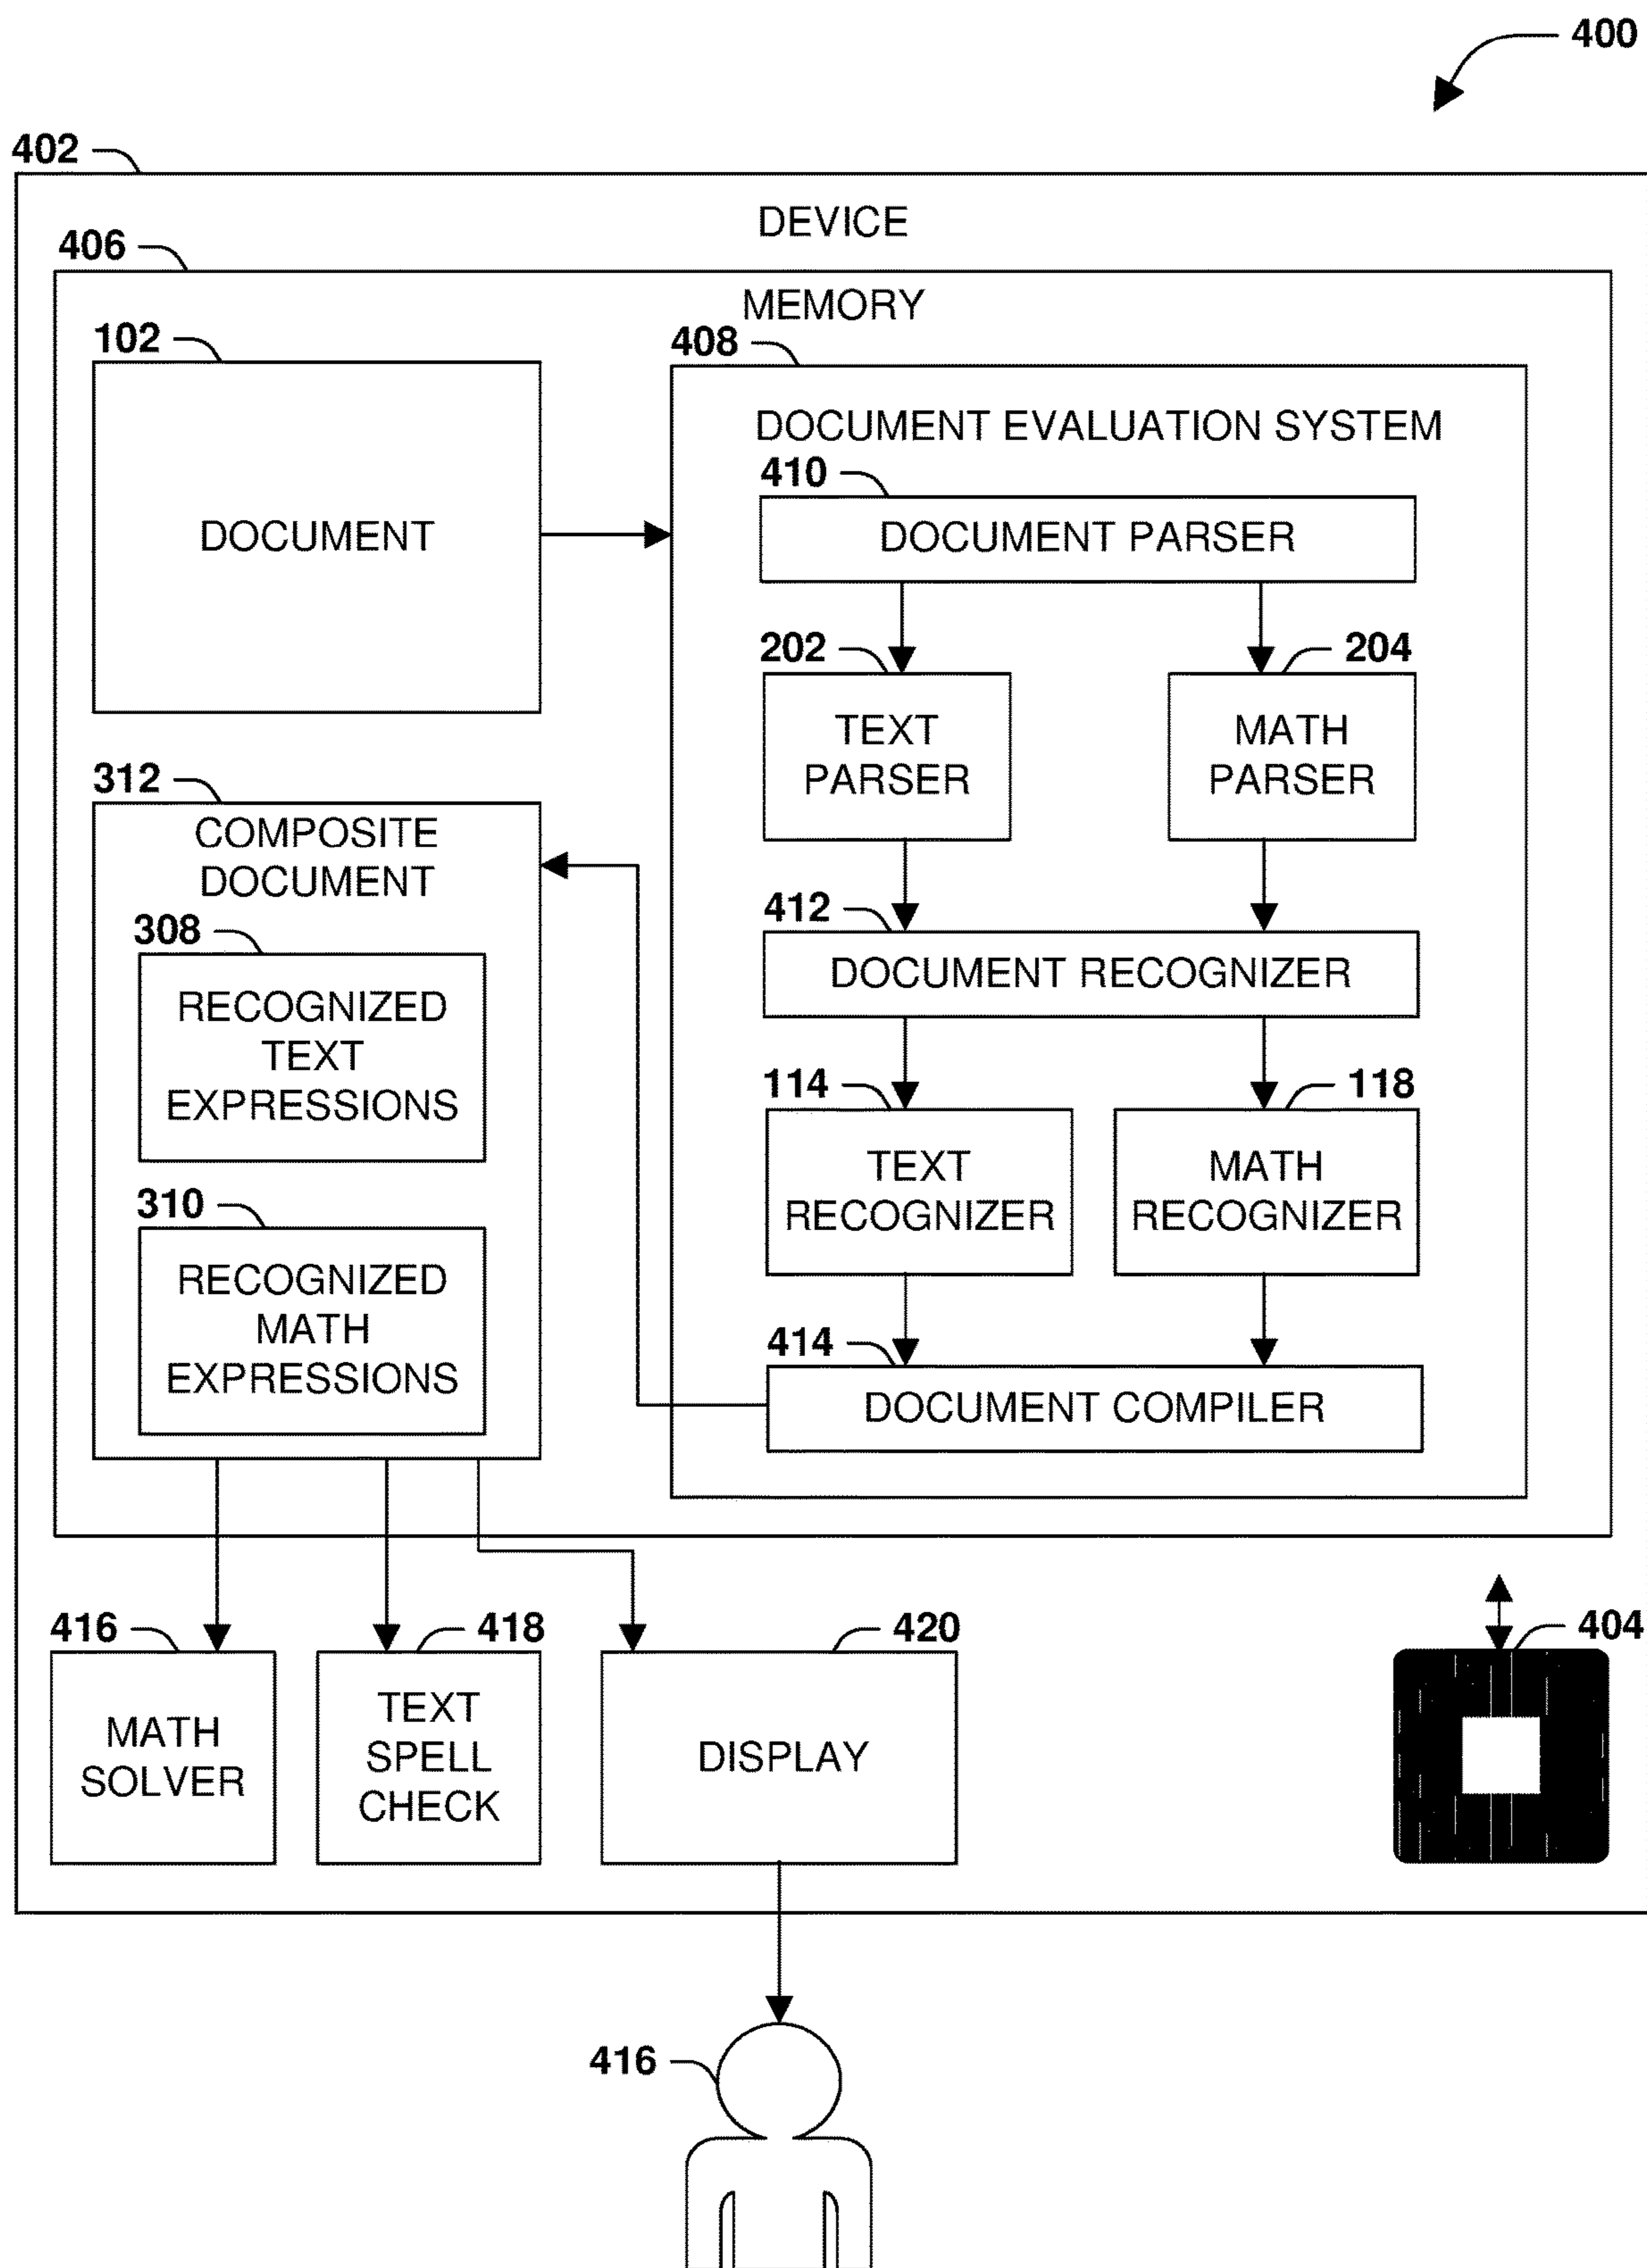 400
402
DEVICE
406
MEMORY
102
408
DOCUMENT
DOCUMENT EVALUATION SYSTEM
410
DOCUMENT PARSER
202
204
TEXT
PARSER
MATH
PARSER
312
COMPOSITE
DOCUMENT
308
RECOGNIZED
TEXT
EXPRESSIONS
310
RECOGNIZED
MATH
EXPRESSIONS
412
DOCUMENT RECOGNIZER
114
118
TEXT
RECOGNIZER
MATH
RECOGNIZER
414
DOCUMENT COMPILER
416
MATH
SOLVER
418
TEXT
SPELL
CHECK
420
DISPLAY
404
416